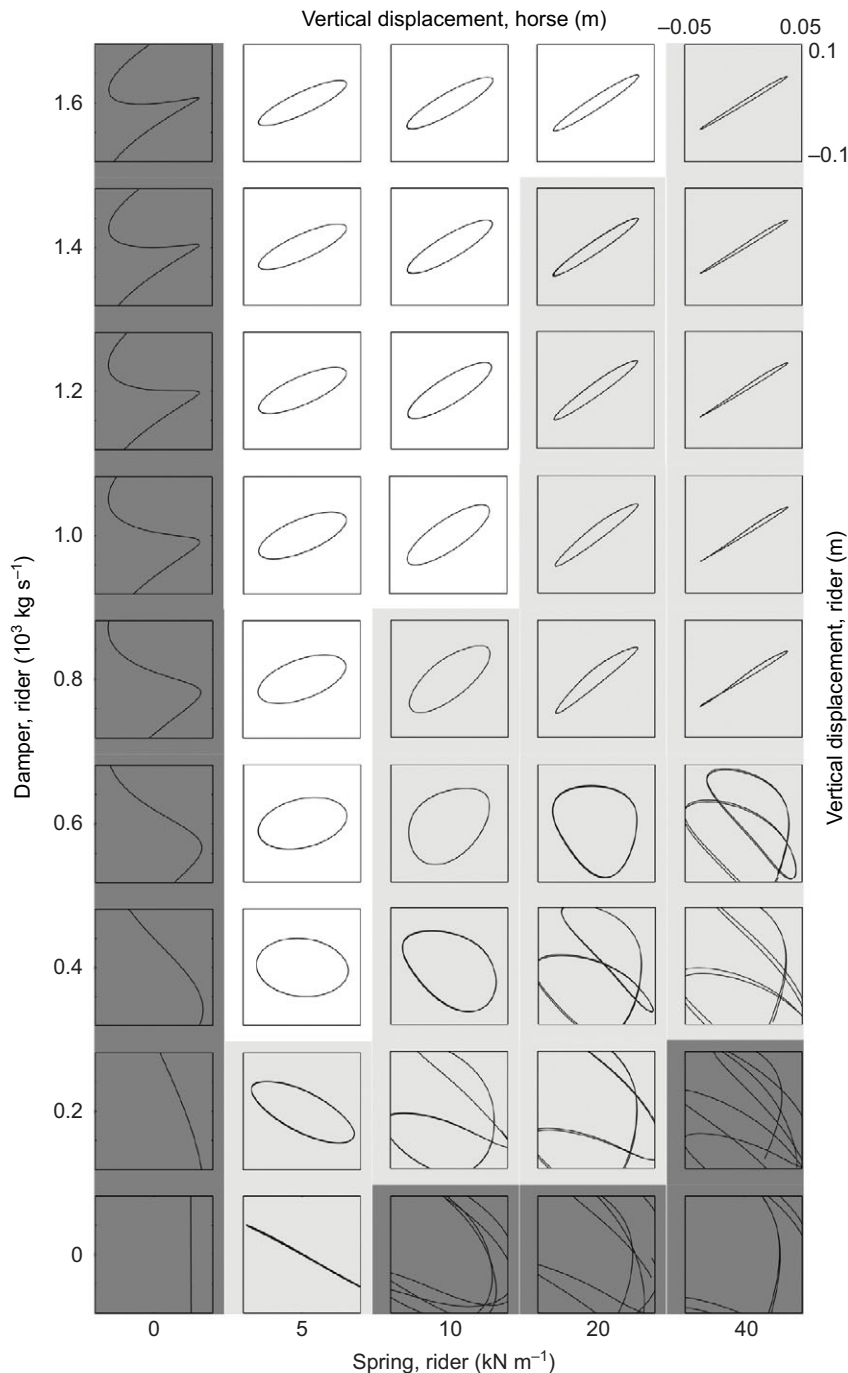 Vertical displacement, horse (m)
–0.05 0.05
0.1
–0.1
1.6
1.4
1.2
1.0
0.8
0.6
0.4
0.2
0
Damper, rider (10³ kg s⁻¹)
Vertical displacement, rider (m)
0 5 10 20 40
Spring, rider (kN m⁻¹)